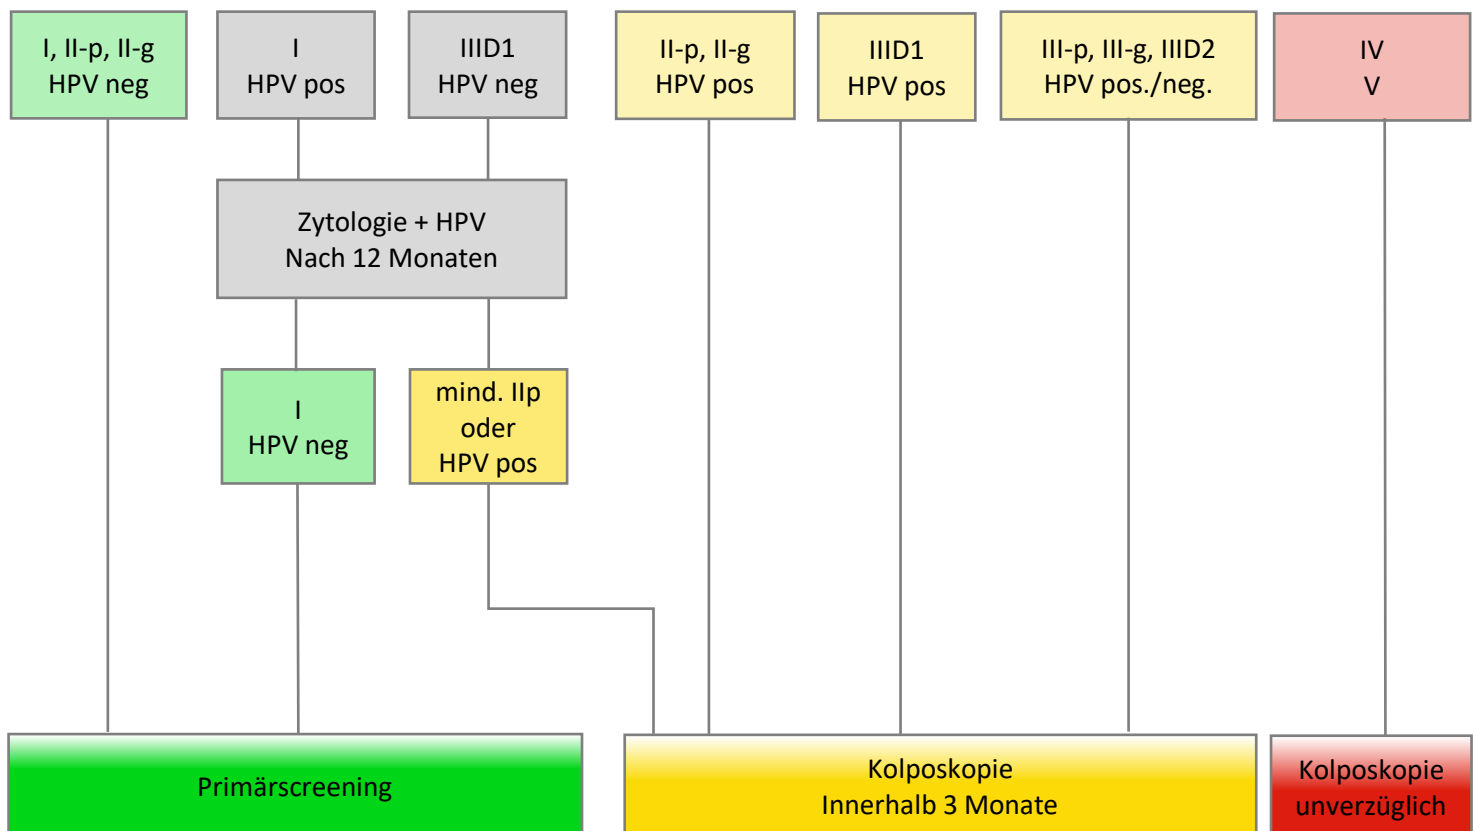 I, II-p, II-g
HPV neg
I
HPV pos
IIID1
HPV neg
II-p, II-g
HPV pos
IIID1
HPV pos
III-p, III-g, IIID2
HPV pos./neg.
IV
V
Zytologie + HPV
Nach 12 Monaten
I
HPV neg
mind. IIp
oder
HPV pos
Primärscreening
Kolposkopie
Innerhalb 3 Monate
Kolposkopie
unverzüglich